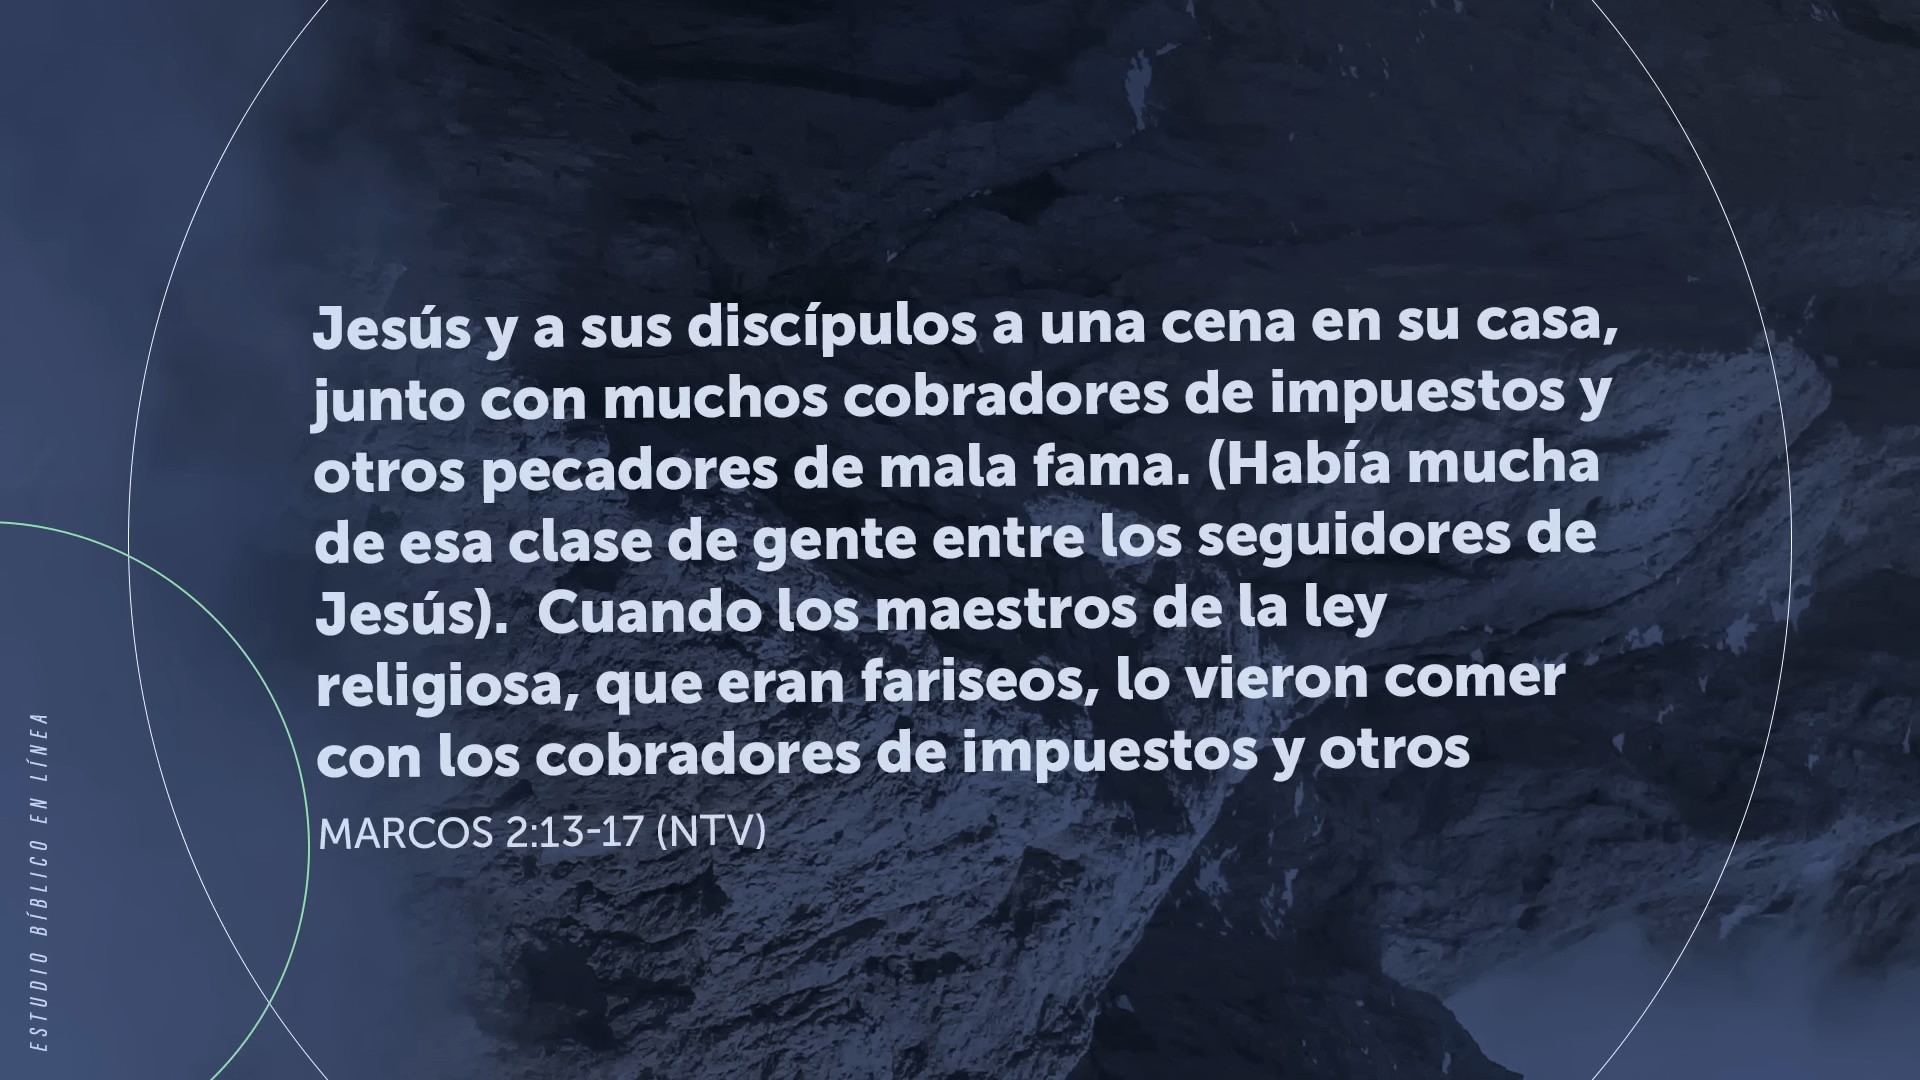 Jesús y a sus discípulos a una cena en su casa,
junto con muchos cobradores de impuestos y
otros pecadores de mala fama. (Había mucha
de esa clase de gente entre los seguidores de
Jesús).  Cuando los maestros de la ley
religiosa, que eran fariseos, lo vieron comer
con los cobradores de impuestos y otros
MARCOS 2:13-17 (NTV)
ESTUDIO BÍBLICO EN LÍNEA